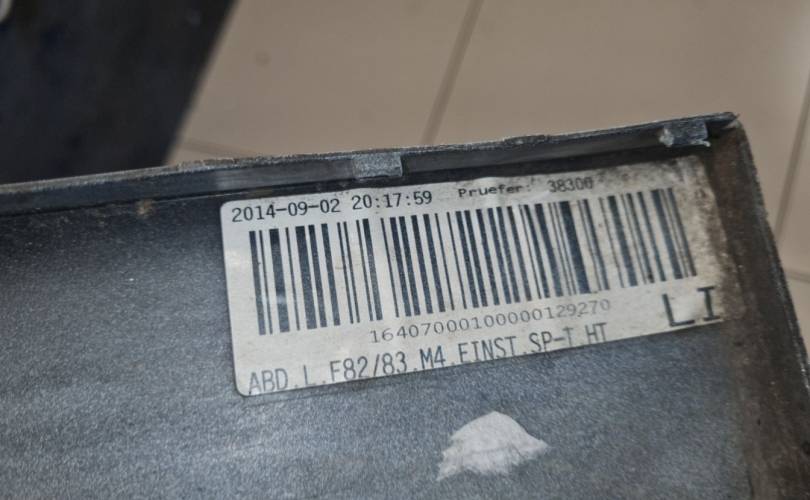 2014-09-02 20:17:59 Pruefer: 38300
16407000100000129270
LI
ABD.L.F82/83.M4.EINST.SP-T.HT